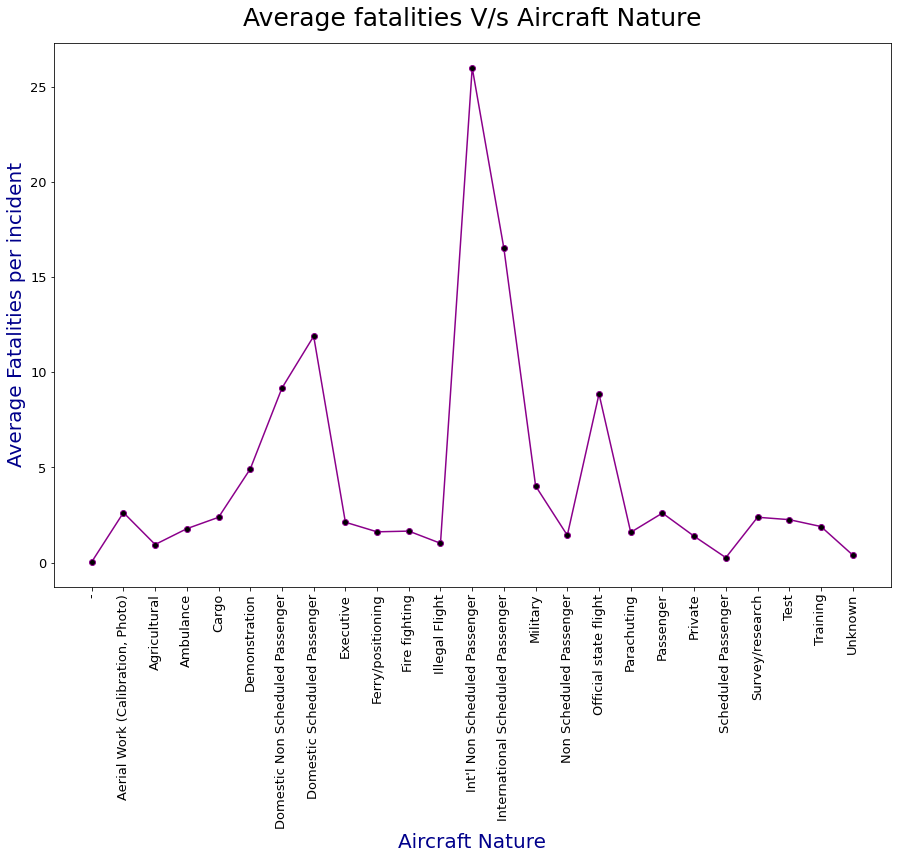 Average fatalities V/s Aircraft Nature
Average Fatalities per incident
25
20
15
10
5
0
-
Aerial Work (Calibration, Photo)
Agricultural
Ambulance
Cargo
Demonstration
Domestic Non Scheduled Passenger
Domestic Scheduled Passenger
Executive
Ferry/positioning
Fire fighting
Illegal Flight
Int'l Non Scheduled Passenger
International Scheduled Passenger
Military
Non Scheduled Passenger
Official state flight
Parachuting
Passenger
Private
Scheduled Passenger
Survey/research
Test
Training
Unknown
Aircraft Nature